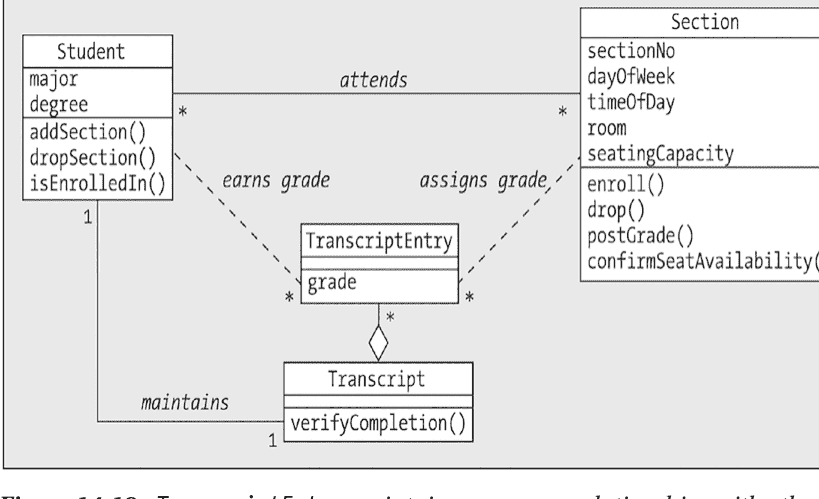 Section
Student
sectionNo
dayOfWeek
timeOfDay
room
seatingCapacity
enroll()
drop()
postGrade()
confirmSeatAvailability(
major
degree
addSection()
dropSection()
isEnrolledIn()
attends
*
*
earns grade
assigns grade
1
TranscriptEntry
grade
*
*
*
Transcript
verifyCompletion()
maintains
1